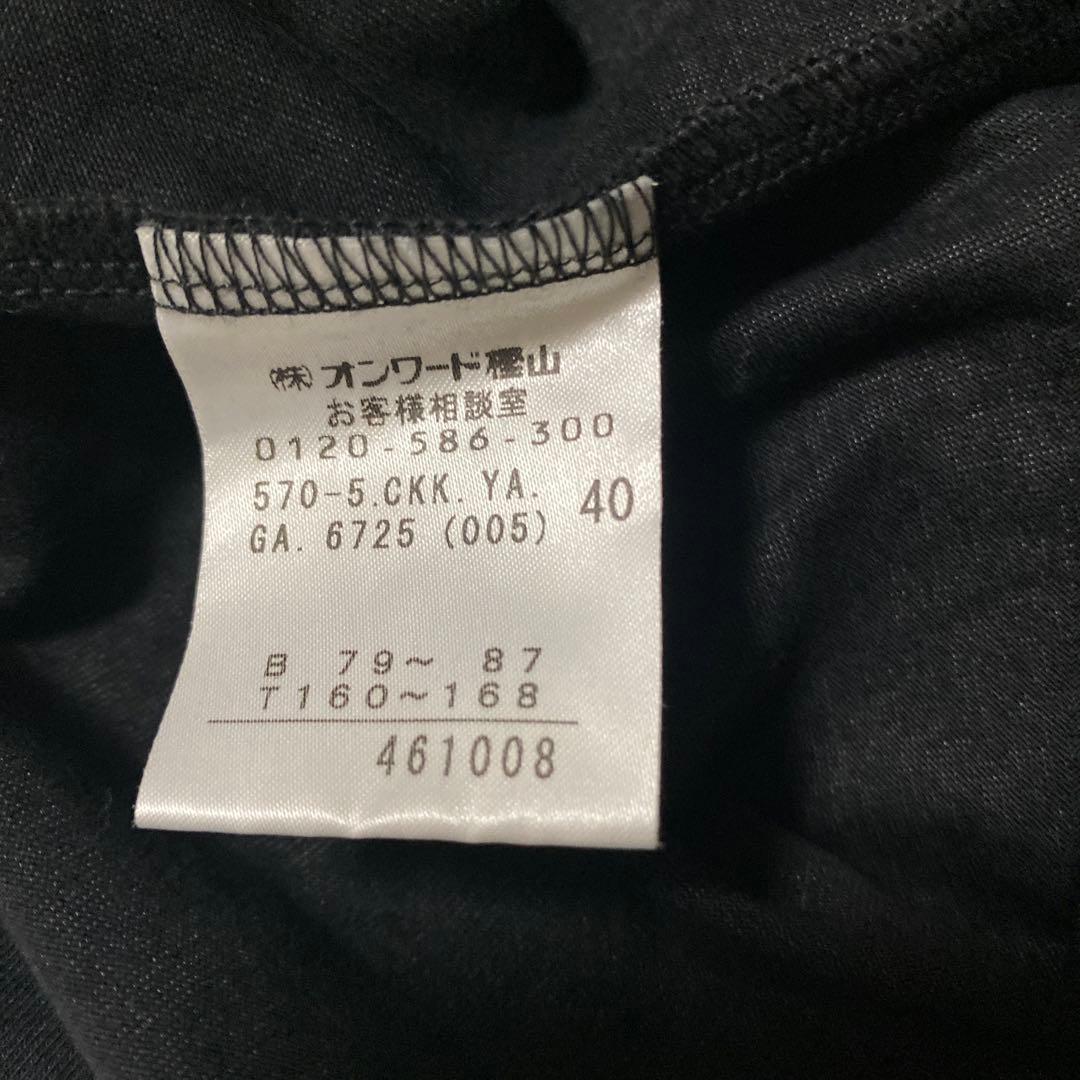 ㈱オンワード樫山
お客様相談室
0120-586-300
570-5.CKK.YA.
GA.6725 (005)
40
B 79〜 87
T160〜168
461008